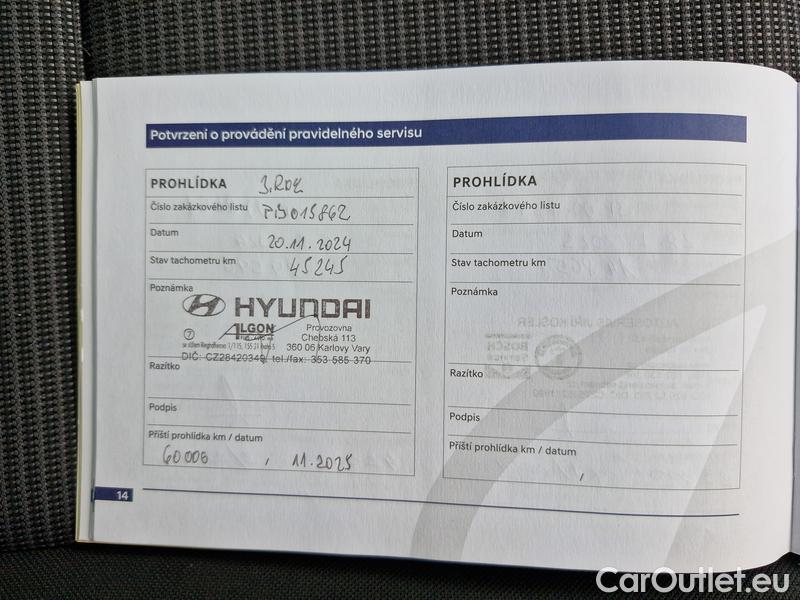 Potvrzení o provádění pravidelného servisu
PROHLÍDKA 3. ROK
Číslo zakázkového listu
Datum 20.11.2024
Stav tachometru km 45245
Poznámka
HYUNDAI
7
ALGON
Provozovna
Chebská 113
360 06 Karlovy Vary
DIČ: CZ28420349 tel./fax: 353 585 370
Razítko
Podpis
Příští prohlídka km / datum
60 000 , 11.2025
PROHLÍDKA
Číslo zakázkového listu
Datum
Stav tachometru km
Poznámka
Razítko
Podpis
Příští prohlídka km / datum
,
14
CarOutlet.eu